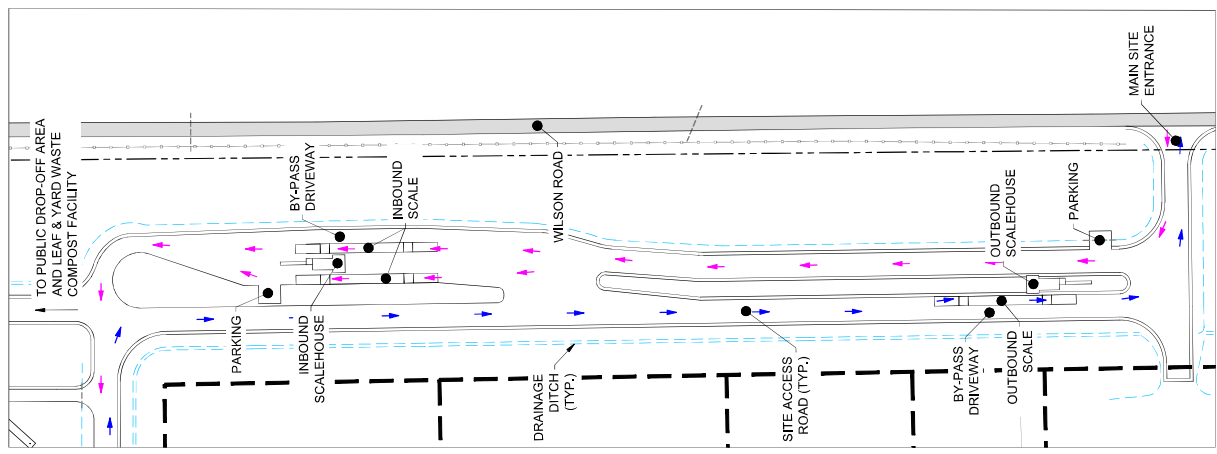 TO PUBLIC DROP-OFF AREA
AND LEAF & YARD WASTE
COMPOST FACILITY
PARKING
BY-PASS
DRIVEWAY
INBOUND
SCALEHOUSE
INBOUND
SCALE
WILSON ROAD
DRAINAGE
DITCH
(TYP.)
SITE ACCESS
ROAD (TYP.)
BY-PASS
DRIVEWAY
OUTBOUND
SCALEHOUSE
OUTBOUND
SCALE
PARKING
MAIN SITE
ENTRANCE